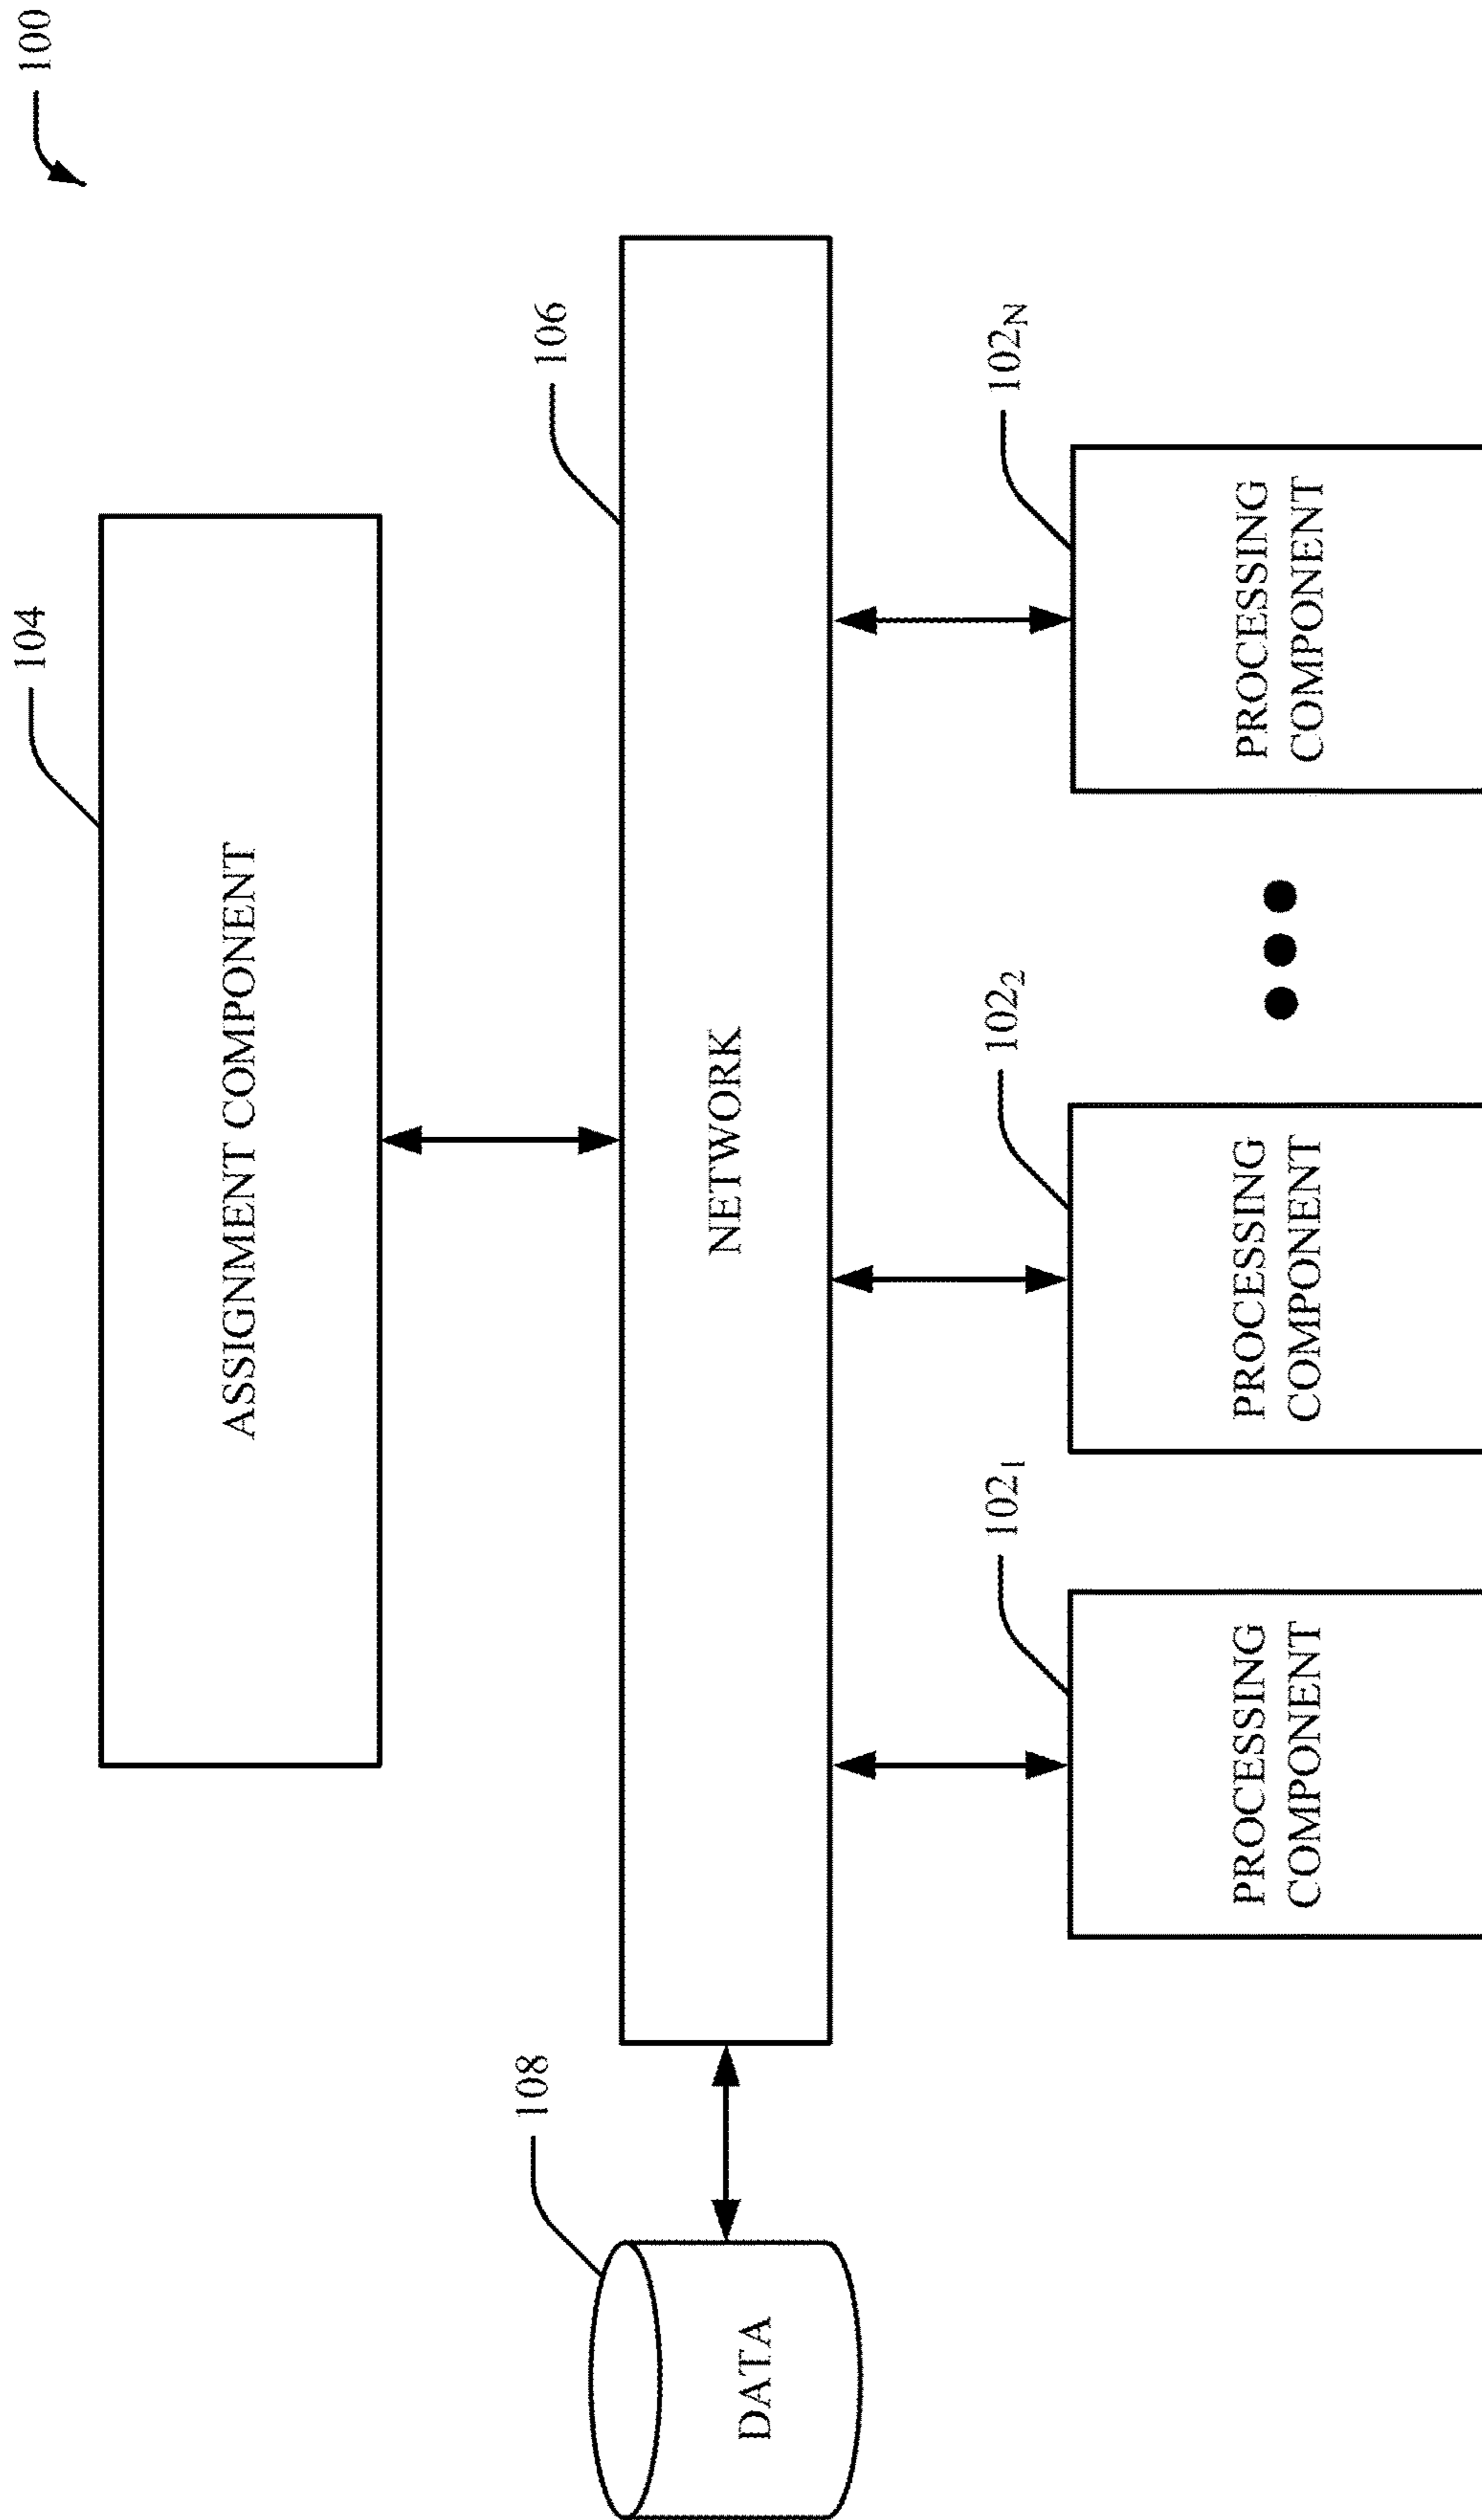 100
104
ASSIGNMENT COMPONENT
106
NETWORK
108
DATA
102₁
PROCESSING
COMPONENT
102₂
PROCESSING
COMPONENT
102ₙ
PROCESSING
COMPONENT